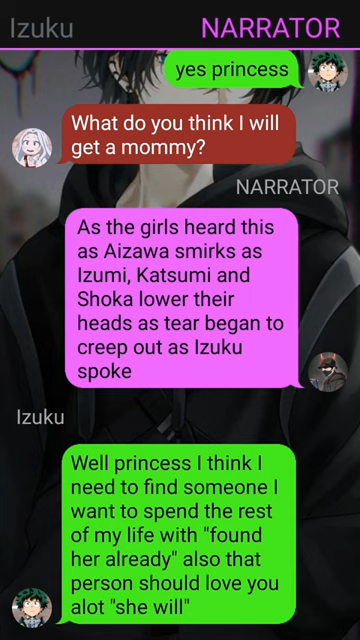 Izuku NARRATOR
yes princess
What do you think I will
get a mommy?
NARRATOR
As the girls heard this
as Aizawa smirks as
Izumi, Katsumi and
Shoka lower their
heads as tear began to
creep out as Izuku
spoke
Izuku
Well princess I think I
need to find someone I
want to spend the rest
of my life with "found
her already" also that
person should love you
alot "she will"